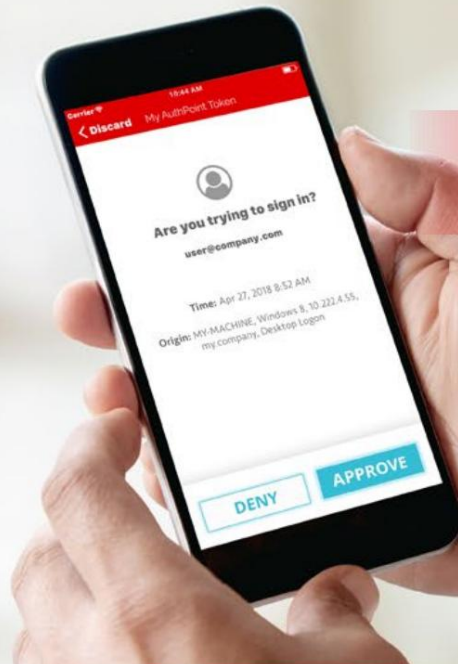 Carrier
10:44 AM
< Discard My AuthPoint Token
Are you trying to sign in?
user@company.com
Time: Apr 27, 2018 8:52 AM
Origin: MY-MACHINE, Windows 8, 10.222.4.55,
my company, Desktop Logon
DENY
APPROVE